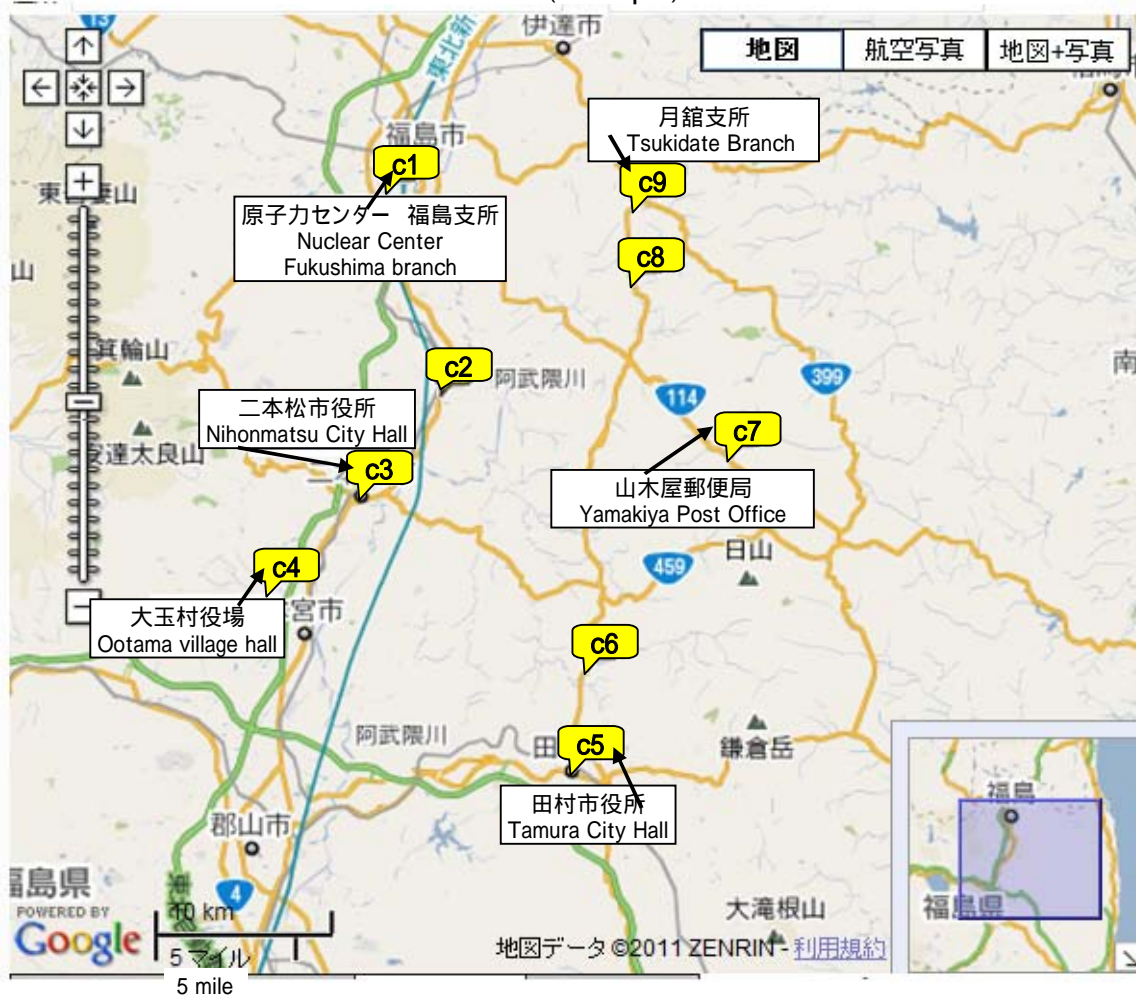 13
伊達市
東北新
地図
航空写真
地図+写真
福島市
月舘支所
Tsukidate Branch
c1
c9
原子力センター 福島支所
Nuclear Center
Fukushima branch
山
c8
箕輪山
c2
阿武隈川
399
南
114
二本松市役所
Nihonmatsu City Hall
安達太良山
c7
c3
山木屋郵便局
Yamakiya Post Office
日山
459
c4
大玉村役場
Ootama village hall
宮市
c6
阿武隈川
田
c5
鎌倉岳
田村市役所
Tamura City Hall
福島
郡山市
福島県
4
大滝根山
福島県
POWERED BY
Google
10 km
5 マイル
5 mile
地図データ ©2011 ZENRIN - 利用規約